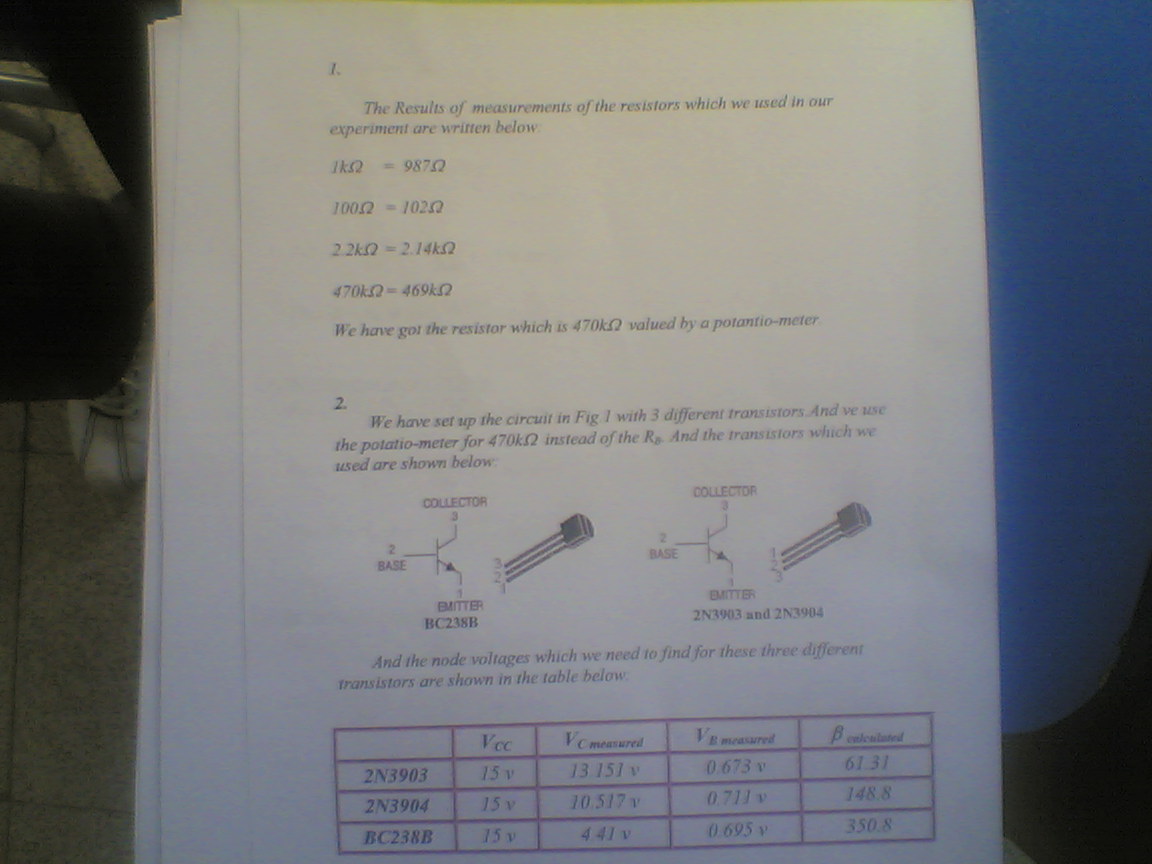 1.
The Results of measurements of the resistors which we used in our
experiment are written below:
1kΩ = 987Ω
100Ω = 102Ω
2.2kΩ = 2.14kΩ
470kΩ = 469kΩ
We have got the resistor which is 470kΩ valued by a potantio-meter.
2.
We have set up the circuit in Fig 1 with 3 different transistors.And ve use
the potatio-meter for 470kΩ instead of the RB. And the transistors which we
used are shown below:
COLLECTOR
3
2
BASE
1
EMITTER
BC238B
3
2
1
COLLECTOR
3
2
BASE
1
EMITTER
2N3903 and 2N3904
1
2
3
And the node voltages which we need to find for these three different
transistors are shown in the table below:
VCC VC measured VB measured β calculated
2N3903 15 v 13.151 v 0.673 v 61.31
2N3904 15 v 10.517 v 0.711 v 148.8
BC238B 15 v 4.41 v 0.695 v 350.8